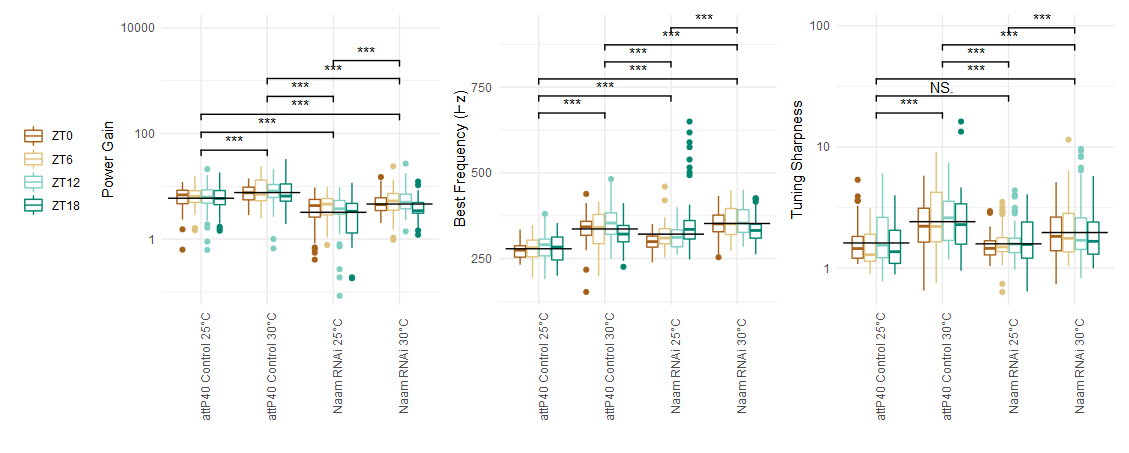 ZT0
ZT6
ZT12
ZT18
Power Gain
10000
100
1
***
***
***
***
***
***
attP40 Control 25°C
attP40 Control 30°C
Naam RNAi 25°C
Naam RNAi 30°C
Best Frequency (Hz)
750
500
250
***
***
***
***
***
***
attP40 Control 25°C
attP40 Control 30°C
Naam RNAi 25°C
Naam RNAi 30°C
Tuning Sharpness
100
10
1
***
***
***
***
NS.
***
attP40 Control 25°C
attP40 Control 30°C
Naam RNAi 25°C
Naam RNAi 30°C